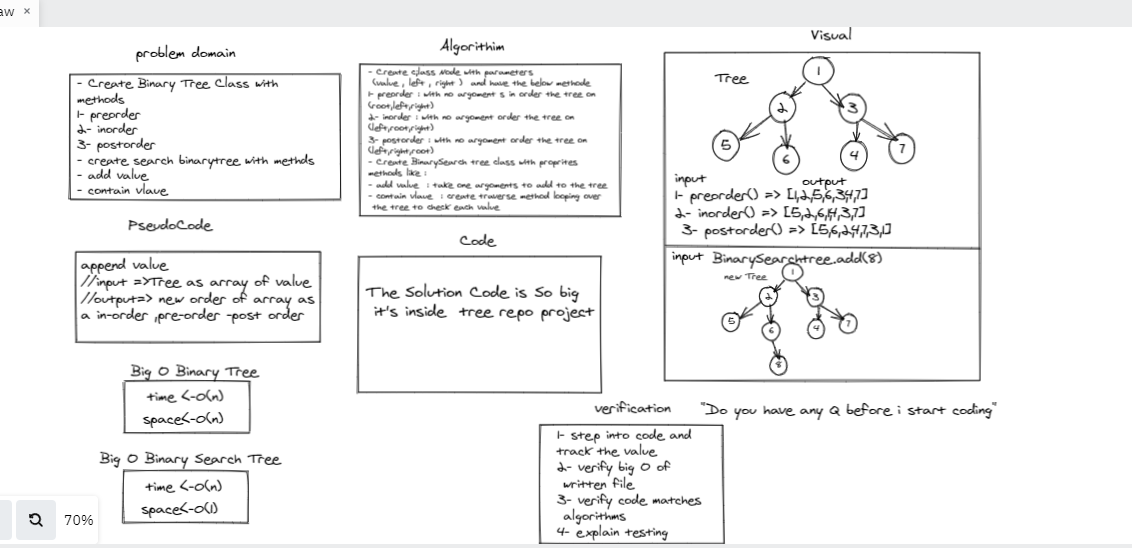 aw ×
problem domain
- Create Binary Tree Class with
methods
1- preorder
2- inorder
3- postorder
- create search binarytree with methds
- add value
- contain vlaue
Algorithim
- Create class Node with parameters
(value, left, right) and have the below methode
1- preorder : with no argoment s in order the tree on
(root,left,right)
2- inorder : with no argoment order the tree on
(left,root,right)
3- postorder : with no argoment order the tree on
(left,right,root)
- Create BinarySearch tree class with proprites
methods like :
- add value : take one argoments to add to the tree
- contain vlaue : create traverse method looping over
the tree to check each value
Visual
Tree
1
2 3
5 6 4 7
input output
1- preorder() => [1,2,5,6,3,4,7]
2- inorder() => [5,2,6,1,4,3,7]
3- postorder() => [5,6,2,4,7,3,1]
input BinarySearchtree.add(8)
new Tree
1
2 3
5 6 4 7
8
PseudoCode
append value
//input =>Tree as array of value
//output=> new order of array as
a in-order ,pre-order -post order
Code
The Solution Code is So big
it's inside tree repo project
Big O Binary Tree
time <-O(n)
space<-O(n)
Big O Binary Search Tree
time <-O(n)
space<-O(1)
verification
1- step into code and
track the value
2- verify big O of
written file
3- verify code matches
algorithms
4- explain testing
"Do you have any Q before i start coding"
70%